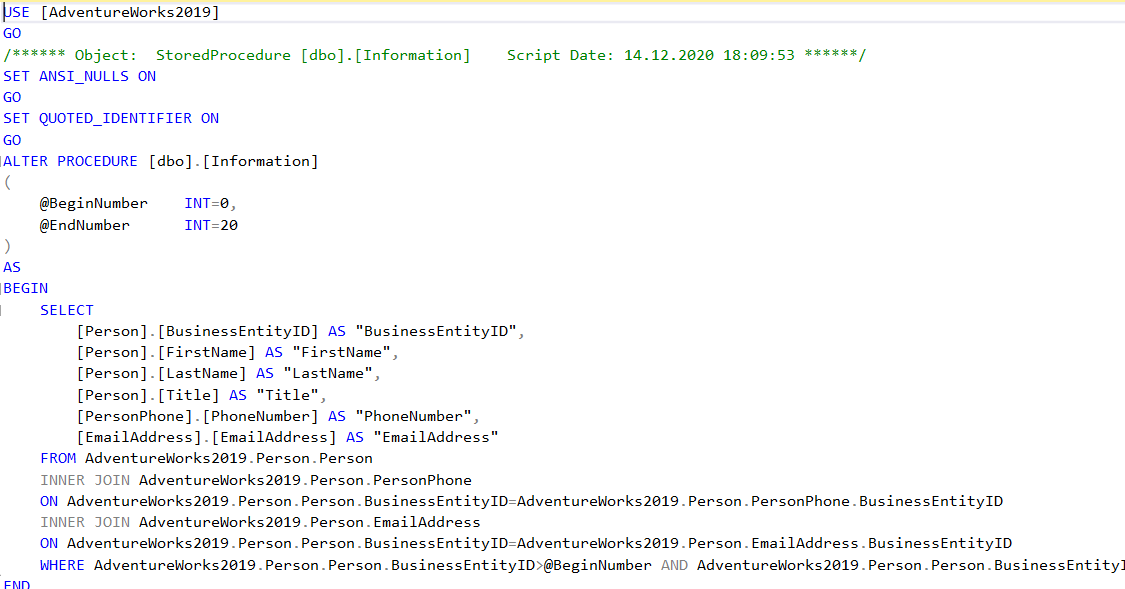 USE [AdventureWorks2019]
GO
/****** Object:  StoredProcedure [dbo].[Information]    Script Date: 14.12.2020 18:09:53 ******/
SET ANSI_NULLS ON
GO
SET QUOTED_IDENTIFIER ON
GO
ALTER PROCEDURE [dbo].[Information]
(
    @BeginNumber    INT=0,
    @EndNumber      INT=20
)
AS
BEGIN
    SELECT
        [Person].[BusinessEntityID] AS "BusinessEntityID",
        [Person].[FirstName] AS "FirstName",
        [Person].[LastName] AS "LastName",
        [Person].[Title] AS "Title",
        [PersonPhone].[PhoneNumber] AS "PhoneNumber",
        [EmailAddress].[EmailAddress] AS "EmailAddress"
    FROM AdventureWorks2019.Person.Person
    INNER JOIN AdventureWorks2019.Person.PersonPhone
    ON AdventureWorks2019.Person.Person.BusinessEntityID=AdventureWorks2019.Person.PersonPhone.BusinessEntityID
    INNER JOIN AdventureWorks2019.Person.EmailAddress
    ON AdventureWorks2019.Person.Person.BusinessEntityID=AdventureWorks2019.Person.EmailAddress.BusinessEntityID
    WHERE AdventureWorks2019.Person.Person.BusinessEntityID>@BeginNumber AND AdventureWorks2019.Person.Person.BusinessEntityI
END